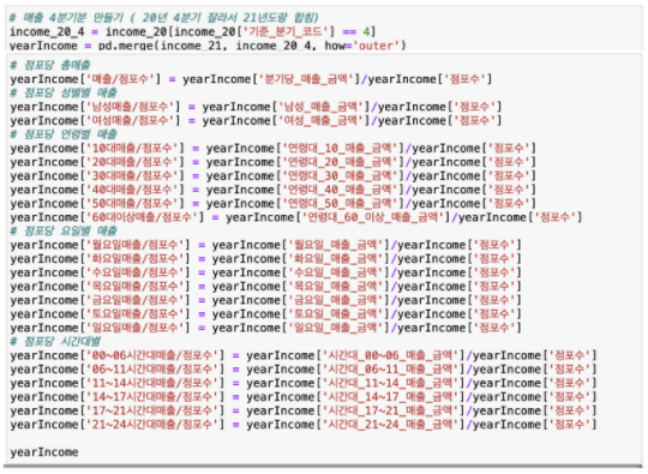 # 매출 4분기분 만들기 ( 20년 4분기 잘라서 21년도랑 합침)
income_20_4 = income_20[income_20['기준_분기_코드'] == 4]
yearIncome = pd.merge(income_21, income_20_4, how='outer')
# 점포당 총매출
yearIncome['매출/점포수'] = yearIncome['분기당_매출_금액']/yearIncome['점포수']
# 점포당 성별별 매출
yearIncome['남성매출/점포수'] = yearIncome['남성_매출_금액']/yearIncome['점포수']
yearIncome['여성매출/점포수'] = yearIncome['여성_매출_금액']/yearIncome['점포수']
# 점포당 연령별 매출
yearIncome['10대매출/점포수'] = yearIncome['연령대_10_매출_금액']/yearIncome['점포수']
yearIncome['20대매출/점포수'] = yearIncome['연령대_20_매출_금액']/yearIncome['점포수']
yearIncome['30대매출/점포수'] = yearIncome['연령대_30_매출_금액']/yearIncome['점포수']
yearIncome['40대매출/점포수'] = yearIncome['연령대_40_매출_금액']/yearIncome['점포수']
yearIncome['50대매출/점포수'] = yearIncome['연령대_50_매출_금액']/yearIncome['점포수']
yearIncome['60대이상매출/점포수'] = yearIncome['연령대_60_이상_매출_금액']/yearIncome['점포수']
# 점포당 요일별 매출
yearIncome['월요일매출/점포수'] = yearIncome['월요일_매출_금액']/yearIncome['점포수']
yearIncome['화요일매출/점포수'] = yearIncome['화요일_매출_금액']/yearIncome['점포수']
yearIncome['수요일매출/점포수'] = yearIncome['수요일_매출_금액']/yearIncome['점포수']
yearIncome['목요일매출/점포수'] = yearIncome['목요일_매출_금액']/yearIncome['점포수']
yearIncome['금요일매출/점포수'] = yearIncome['금요일_매출_금액']/yearIncome['점포수']
yearIncome['토요일매출/점포수'] = yearIncome['토요일_매출_금액']/yearIncome['점포수']
yearIncome['일요일매출/점포수'] = yearIncome['일요일_매출_금액']/yearIncome['점포수']
# 점포당 시간대별
yearIncome['00~06시간대매출/점포수'] = yearIncome['시간대_00~06_매출_금액']/yearIncome['점포수']
yearIncome['06~11시간대매출/점포수'] = yearIncome['시간대_06~11_매출_금액']/yearIncome['점포수']
yearIncome['11~14시간대매출/점포수'] = yearIncome['시간대_11~14_매출_금액']/yearIncome['점포수']
yearIncome['14~17시간대매출/점포수'] = yearIncome['시간대_14~17_매출_금액']/yearIncome['점포수']
yearIncome['17~21시간대매출/점포수'] = yearIncome['시간대_17~21_매출_금액']/yearIncome['점포수']
yearIncome['21~24시간대매출/점포수'] = yearIncome['시간대_21~24_매출_금액']/yearIncome['점포수']
yearIncome